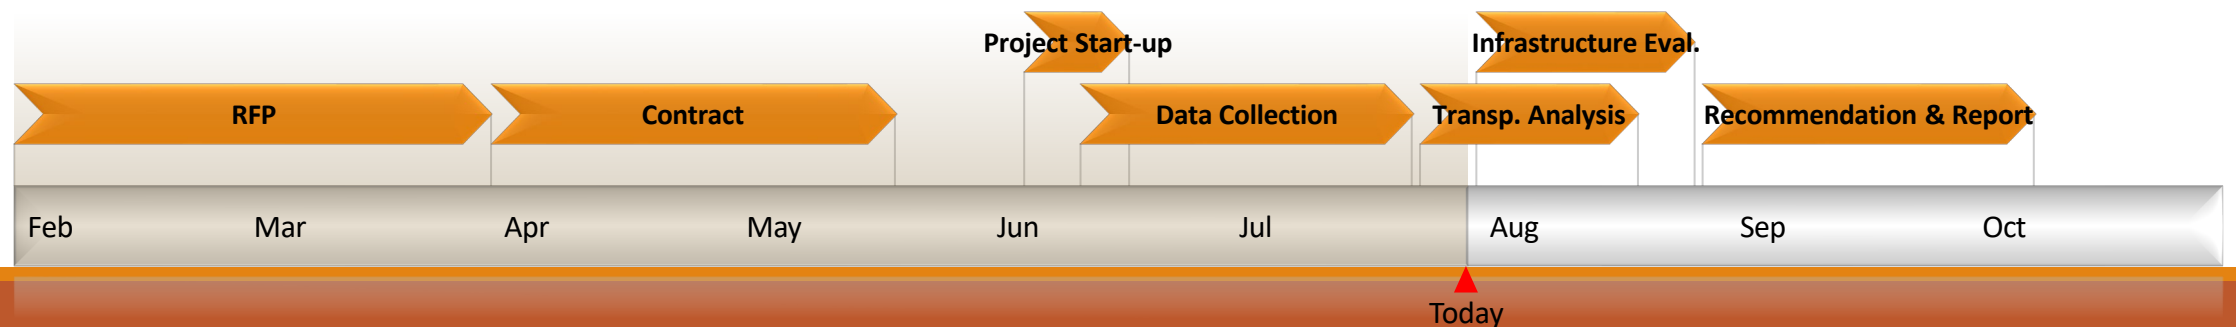 Project Start-up
Infrastructure Eval.
RFP
Contract
Data Collection
Transp. Analysis
Recommendation & Report
Feb
Mar
Apr
May
Jun
Jul
Aug
Sep
Oct
Today